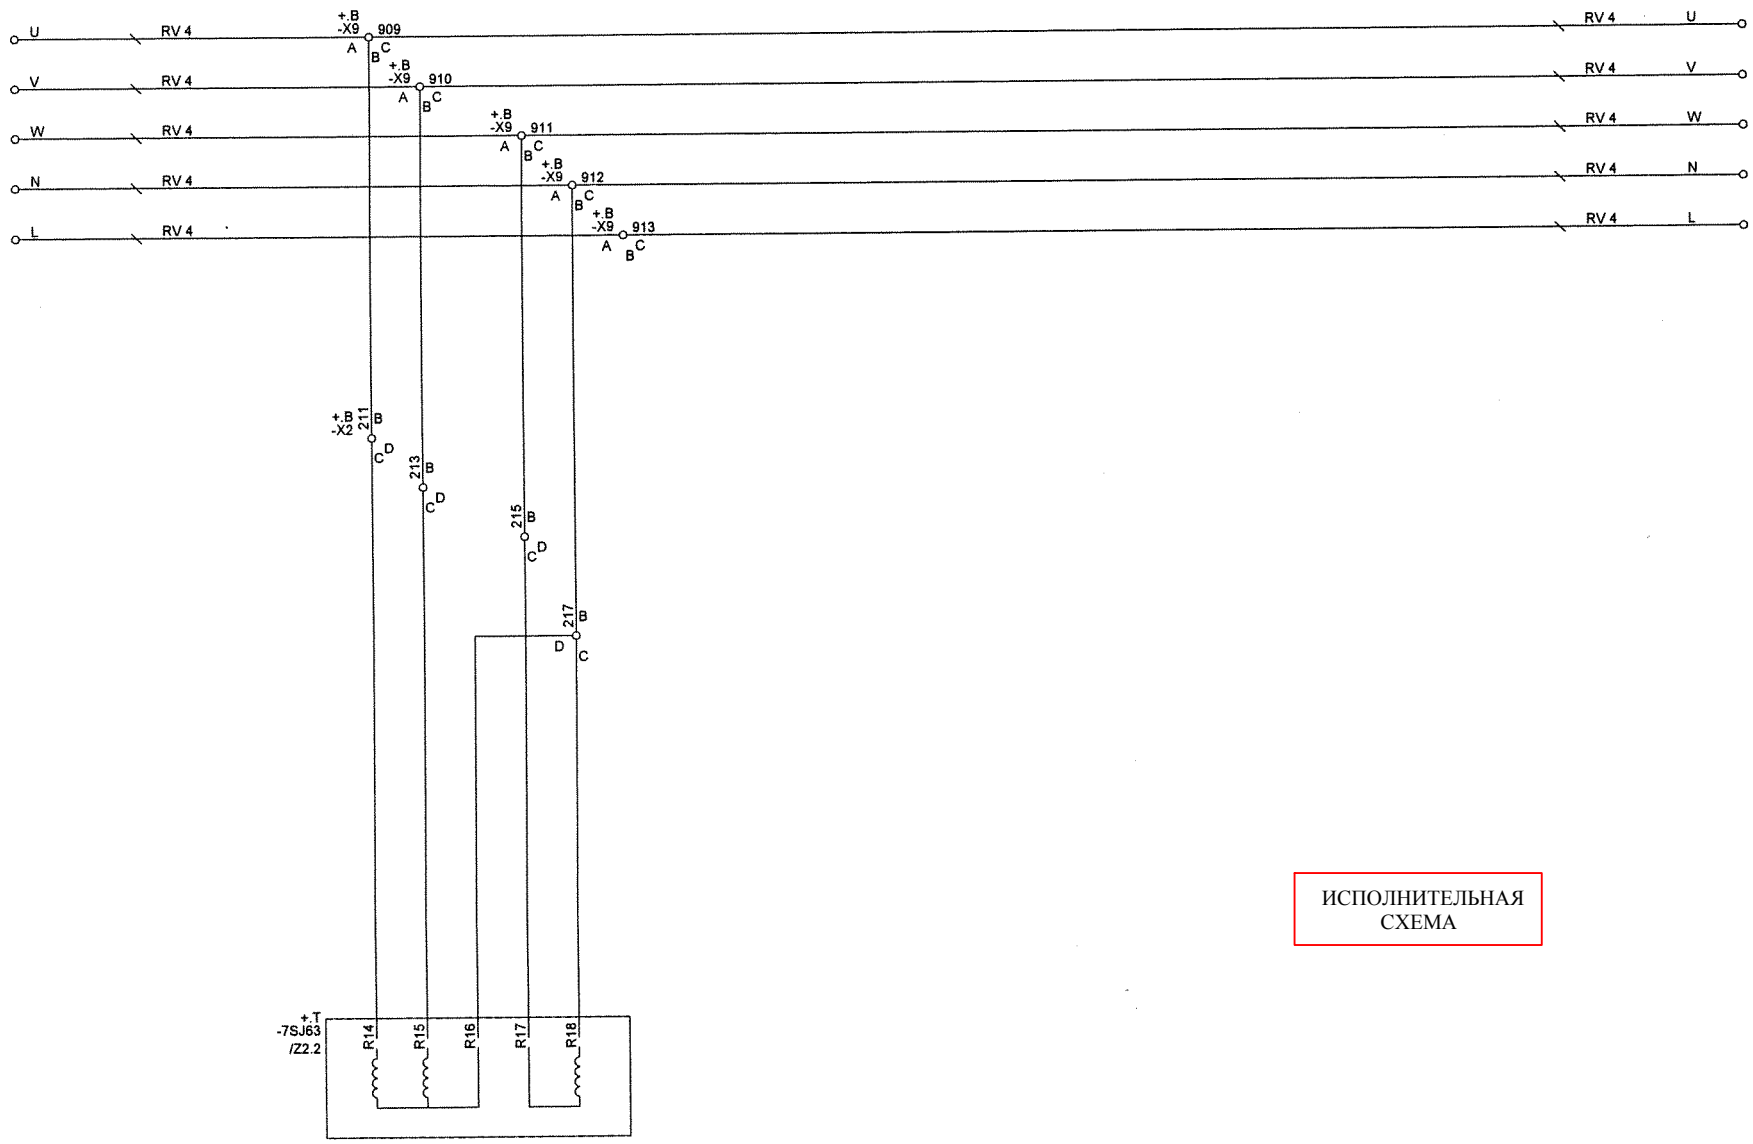 +.B
-X9 909
U RV 4 RV 4 U
A B C
+.B
-X9 910
V RV 4 RV 4 V
A B C
+.B
-X9 911
W RV 4 RV 4 W
A B C
+.B
-X9 912
N RV 4 RV 4 N
A B C
+.B
-X9 913
L RV 4 RV 4 L
A B C
+.B
-X2
211 B
C D
213 B
C D
215 B
C D
217 B
D C
ИСПОЛНИТЕЛЬНАЯ
СХЕМА
+.T
-7SJ63
/Z2.2
R14 R15 R16 R17 R18